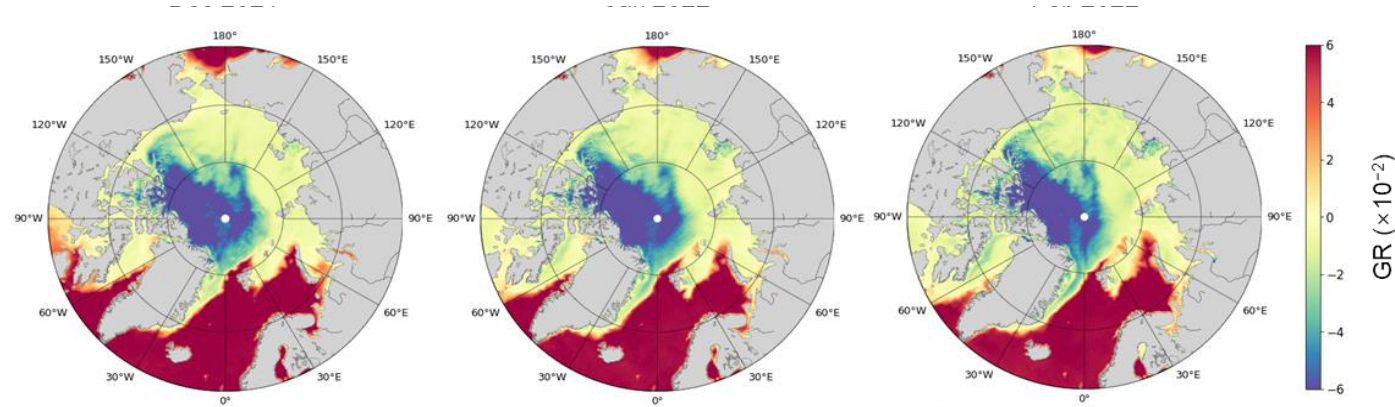 180° 180° 180°
150°W 150°E 150°W 150°E 150°W 150°E
120°W 120°E 120°W 120°E 120°W 120°E
90°W 90°E 90°W 90°E 90°W 90°E
60°W 60°E 60°W 60°E 60°W 60°E
30°W 30°E 30°W 30°E 30°W 30°E
0° 0° 0°
6
4
2
0
−2
−4
−6
GR (×10⁻²)